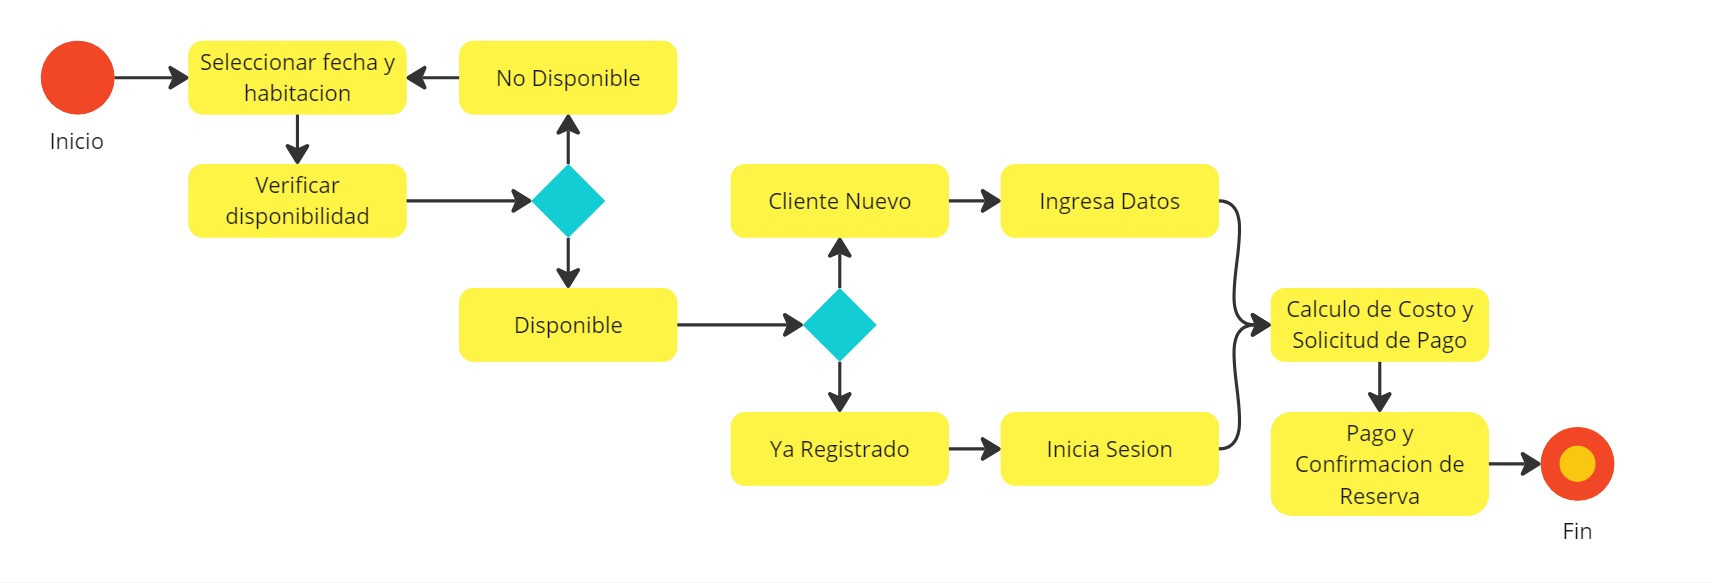 Inicio
Seleccionar fecha y
habitacion
No Disponible
Verificar
disponibilidad
Disponible
Cliente Nuevo
Ingresa Datos
Ya Registrado
Inicia Sesion
Calculo de Costo y
Solicitud de Pago
Pago y
Confirmacion de
Reserva
Fin